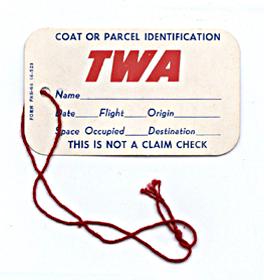 COAT OR PARCEL IDENTIFICATION
TWA
Name
Date Flight Origin
Space Occupied Destination
THIS IS NOT A CLAIM CHECK